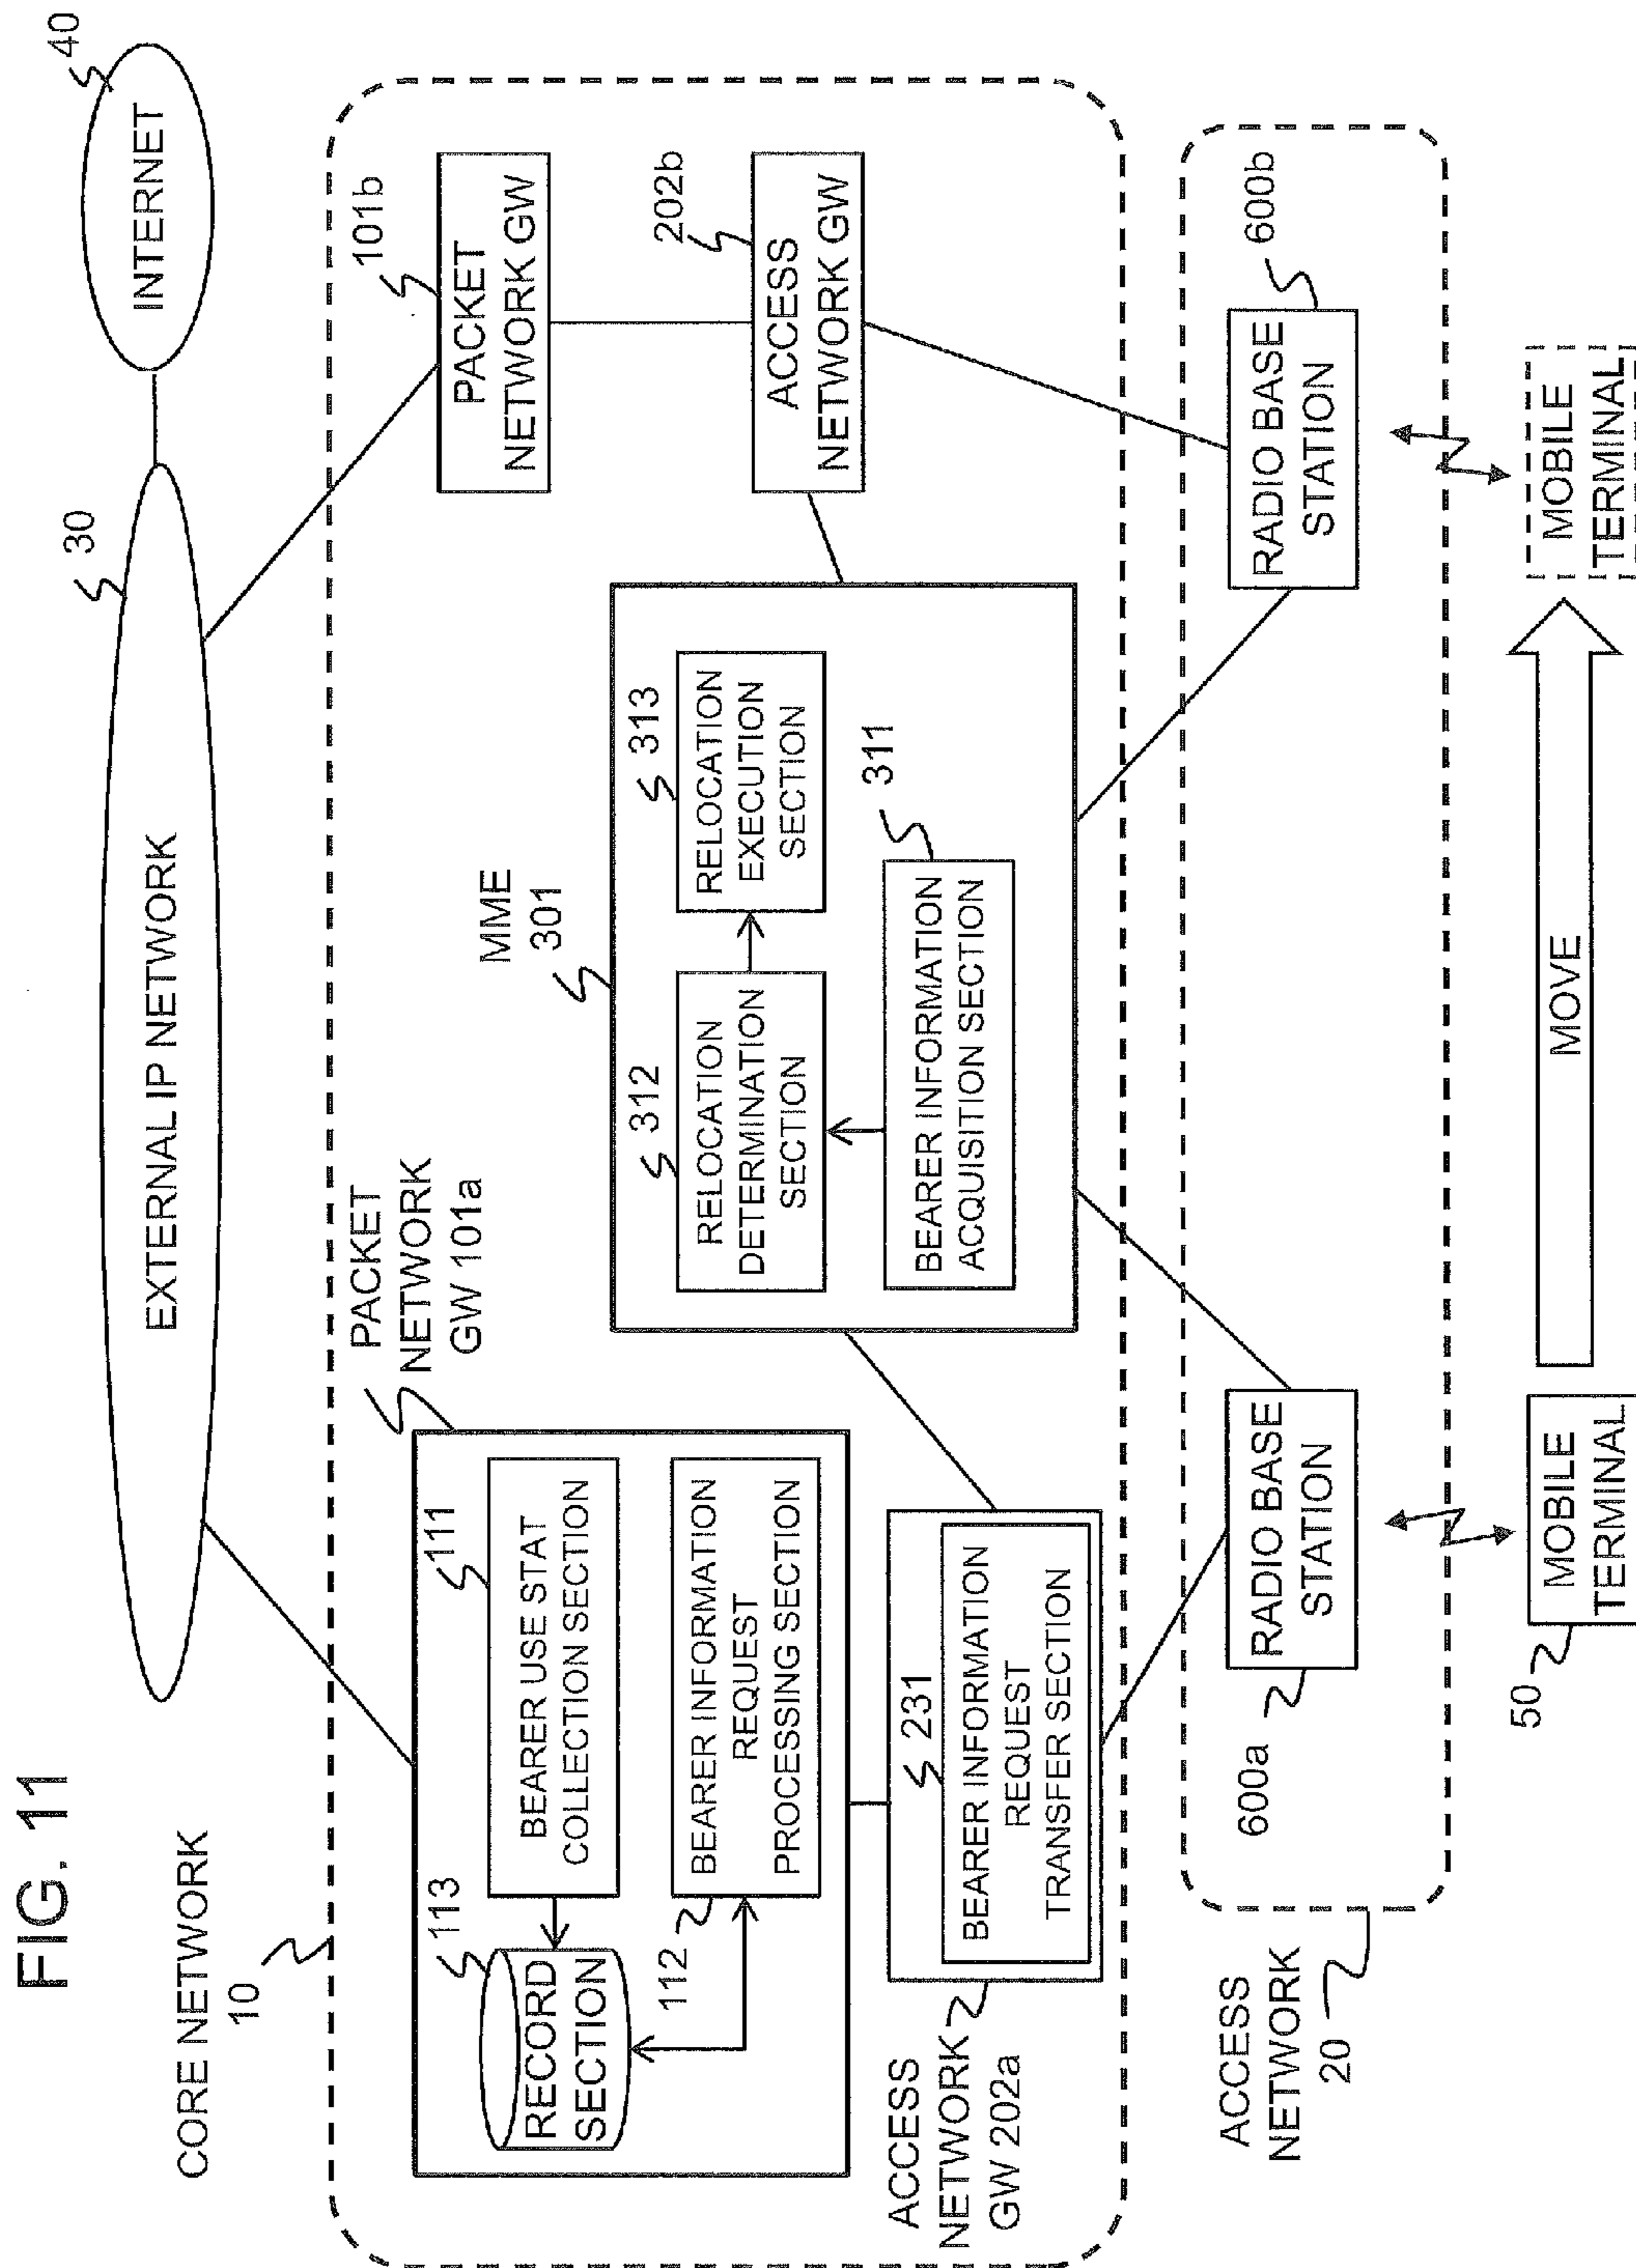 FIG. 11
40
INTERNET
30
EXTERNAL IP NETWORK
CORE NETWORK
10
PACKET
NETWORK
GW 101a
101b
PACKET
NETWORK GW
113
RECORD
SECTION
111
BEARER USE STAT
COLLECTION SECTION
112
BEARER INFORMATION
REQUEST
PROCESSING SECTION
MME
301
312
RELOCATION
DETERMINATION
SECTION
313
RELOCATION
EXECUTION
SECTION
311
BEARER INFORMATION
ACQUISITION SECTION
202b
ACCESS
NETWORK GW
ACCESS
NETWORK
GW 202a
231
BEARER INFORMATION
REQUEST
TRANSFER SECTION
ACCESS
NETWORK
20
600a
RADIO BASE
STATION
600b
RADIO BASE
STATION
50
MOBILE
TERMINAL
MOVE
MOBILE
TERMINAL